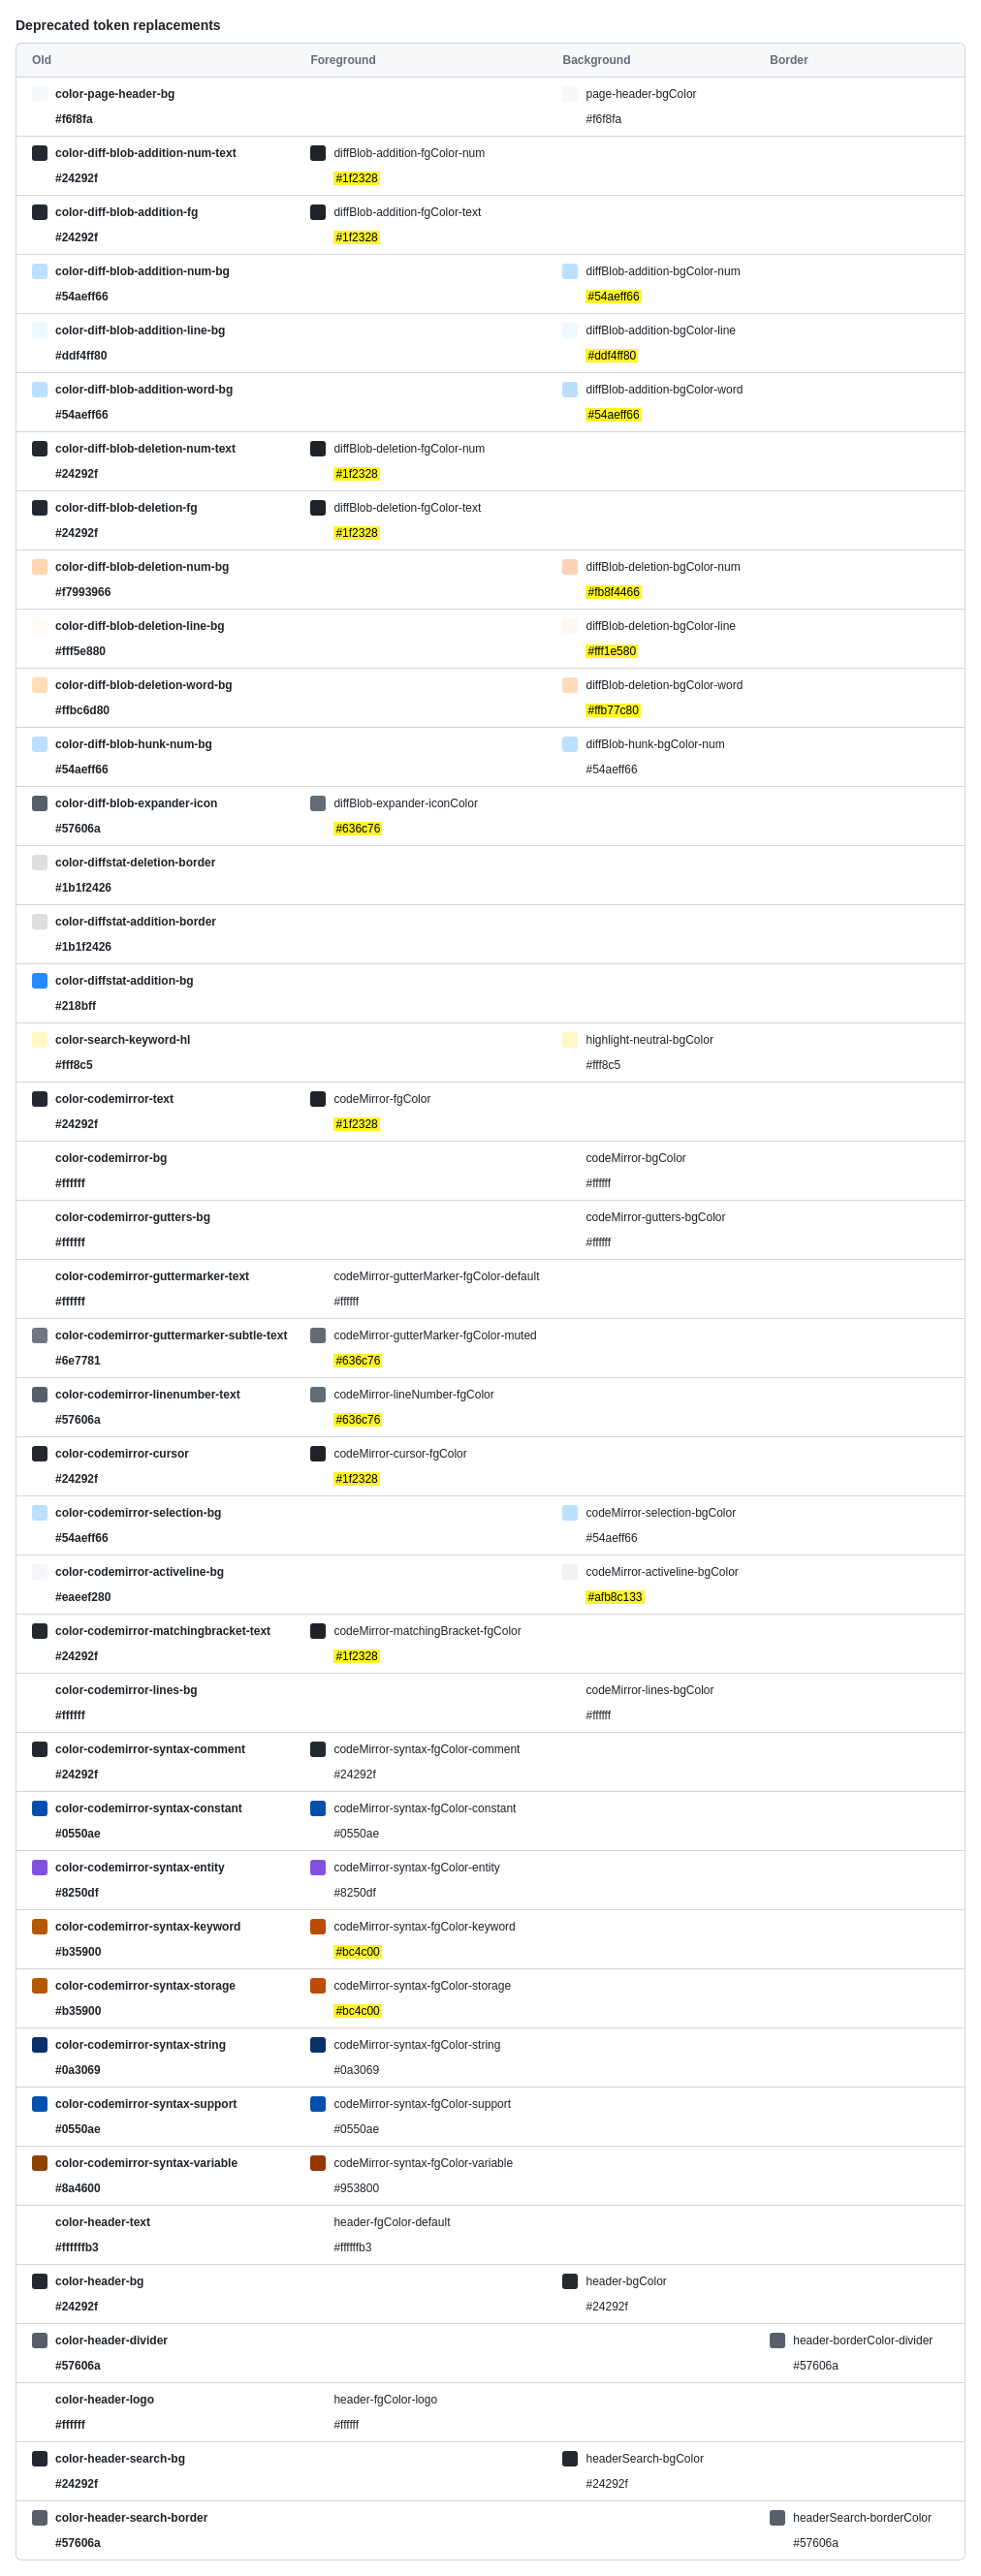 Deprecated token replacements
Old Foreground Background Border
color-page-header-bg page-header-bgColor
#f6f8fa #f6f8fa
color-diff-blob-addition-num-text diffBlob-addition-fgColor-num
#24292f #1f2328
color-diff-blob-addition-fg diffBlob-addition-fgColor-text
#24292f #1f2328
color-diff-blob-addition-num-bg diffBlob-addition-bgColor-num
#54aeff66 #54aeff66
color-diff-blob-addition-line-bg diffBlob-addition-bgColor-line
#ddf4ff80 #ddf4ff80
color-diff-blob-addition-word-bg diffBlob-addition-bgColor-word
#54aeff66 #54aeff66
color-diff-blob-deletion-num-text diffBlob-deletion-fgColor-num
#24292f #1f2328
color-diff-blob-deletion-fg diffBlob-deletion-fgColor-text
#24292f #1f2328
color-diff-blob-deletion-num-bg diffBlob-deletion-bgColor-num
#f7993966 #fb8f4466
color-diff-blob-deletion-line-bg diffBlob-deletion-bgColor-line
#fff5e880 #fff1e580
color-diff-blob-deletion-word-bg diffBlob-deletion-bgColor-word
#ffbc6d80 #ffb77c80
color-diff-blob-hunk-num-bg diffBlob-hunk-bgColor-num
#54aeff66 #54aeff66
color-diff-blob-expander-icon diffBlob-expander-iconColor
#57606a #636c76
color-diffstat-deletion-border
#1b1f2426
color-diffstat-addition-border
#1b1f2426
color-diffstat-addition-bg
#218bff
color-search-keyword-hl highlight-neutral-bgColor
#fff8c5 #fff8c5
color-codemirror-text codeMirror-fgColor
#24292f #1f2328
color-codemirror-bg codeMirror-bgColor
#ffffff #ffffff
color-codemirror-gutters-bg codeMirror-gutters-bgColor
#ffffff #ffffff
color-codemirror-guttermarker-text codeMirror-gutterMarker-fgColor-default
#ffffff #ffffff
color-codemirror-guttermarker-subtle-text codeMirror-gutterMarker-fgColor-muted
#6e7781 #636c76
color-codemirror-linenumber-text codeMirror-lineNumber-fgColor
#57606a #636c76
color-codemirror-cursor codeMirror-cursor-fgColor
#24292f #1f2328
color-codemirror-selection-bg codeMirror-selection-bgColor
#54aeff66 #54aeff66
color-codemirror-activeline-bg codeMirror-activeline-bgColor
#eaeef280 #afb8c133
color-codemirror-matchingbracket-text codeMirror-matchingBracket-fgColor
#24292f #1f2328
color-codemirror-lines-bg codeMirror-lines-bgColor
#ffffff #ffffff
color-codemirror-syntax-comment codeMirror-syntax-fgColor-comment
#24292f #24292f
color-codemirror-syntax-constant codeMirror-syntax-fgColor-constant
#0550ae #0550ae
color-codemirror-syntax-entity codeMirror-syntax-fgColor-entity
#8250df #8250df
color-codemirror-syntax-keyword codeMirror-syntax-fgColor-keyword
#b35900 #bc4c00
color-codemirror-syntax-storage codeMirror-syntax-fgColor-storage
#b35900 #bc4c00
color-codemirror-syntax-string codeMirror-syntax-fgColor-string
#0a3069 #0a3069
color-codemirror-syntax-support codeMirror-syntax-fgColor-support
#0550ae #0550ae
color-codemirror-syntax-variable codeMirror-syntax-fgColor-variable
#8a4600 #953800
color-header-text header-fgColor-default
#ffffffb3 #ffffffb3
color-header-bg header-bgColor
#24292f #24292f
color-header-divider header-borderColor-divider
#57606a #57606a
color-header-logo header-fgColor-logo
#ffffff #ffffff
color-header-search-bg headerSearch-bgColor
#24292f #24292f
color-header-search-border headerSearch-borderColor
#57606a #57606a